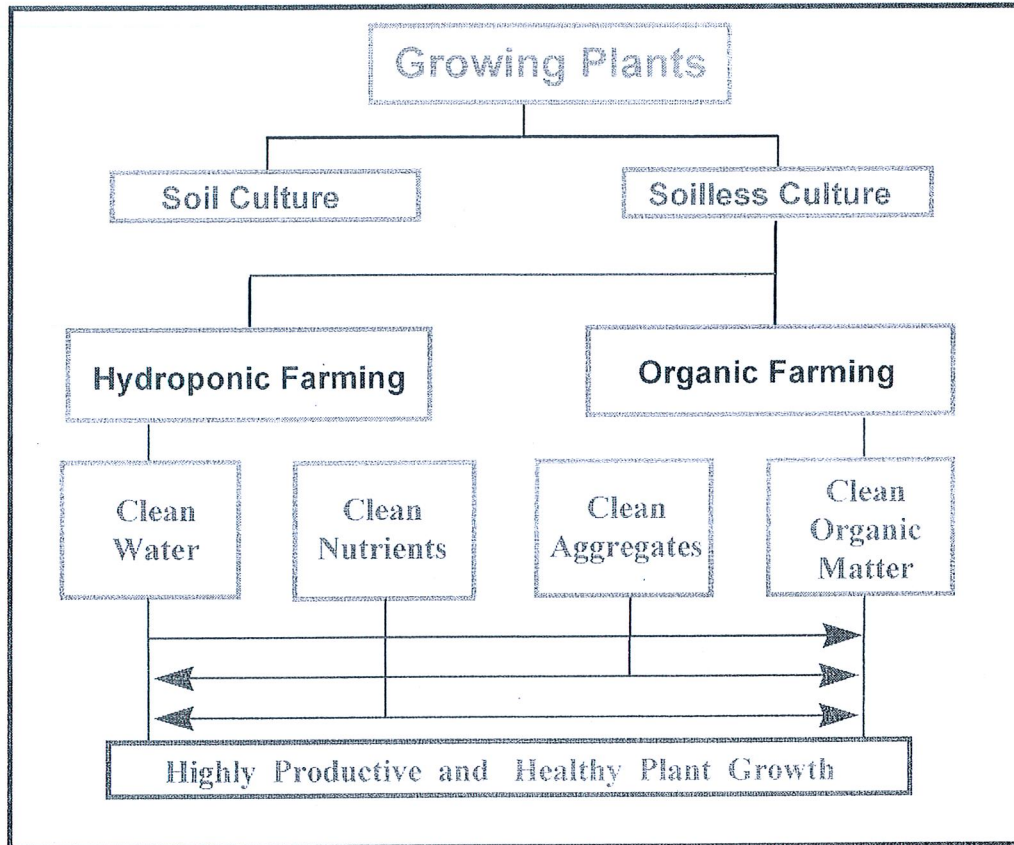 Growing Plants
Soil Culture
Soilless Culture
Hydroponic Farming
Organic Farming
Clean
Water
Clean
Nutrients
Clean
Aggregates
Clean
Organic
Matter
Highly Productive and Healthy Plant Growth